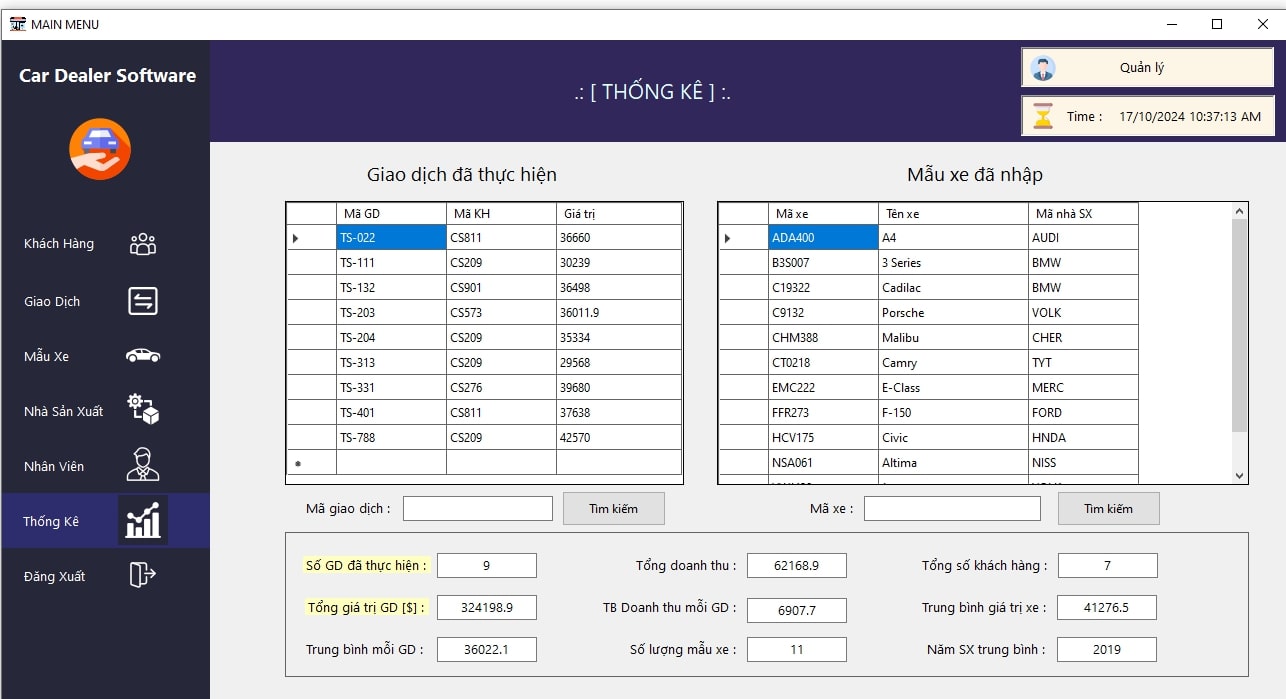 MAIN MENU
Car Dealer Software
.: [ THỐNG KÊ ] :.
Quản lý
Time : 17/10/2024 10:37:13 AM
Khách Hàng
Giao Dịch
Mẫu Xe
Nhà Sản Xuất
Nhân Viên
Thống Kê
Đăng Xuất
Giao dịch đã thực hiện
Mã GD Mã KH Giá trị
TS-022 CS811 36660
TS-111 CS209 30239
TS-132 CS901 36498
TS-203 CS573 36011.9
TS-204 CS209 35334
TS-313 CS209 29568
TS-331 CS276 39680
TS-401 CS811 37638
TS-788 CS209 42570
Mã giao dịch : Tìm kiếm
Mẫu xe đã nhập
Mã xe Tên xe Mã nhà SX
ADA400 A4 AUDI
B3S007 3 Series BMW
C19322 Cadilac BMW
C9132 Porsche VOLK
CHM388 Malibu CHER
CT0218 Camry TYT
EMC222 E-Class MERC
FFR273 F-150 FORD
HCV175 Civic HNDA
NSA061 Altima NISS
Mã xe : Tìm kiếm
Số GD đã thực hiện : 9 Tổng doanh thu : 62168.9 Tổng số khách hàng : 7
Tổng giá trị GD [$] : 324198.9 TB Doanh thu mỗi GD : 6907.7 Trung bình giá trị xe : 41276.5
Trung bình mỗi GD : 36022.1 Số lượng mẫu xe : 11 Năm SX trung bình : 2019